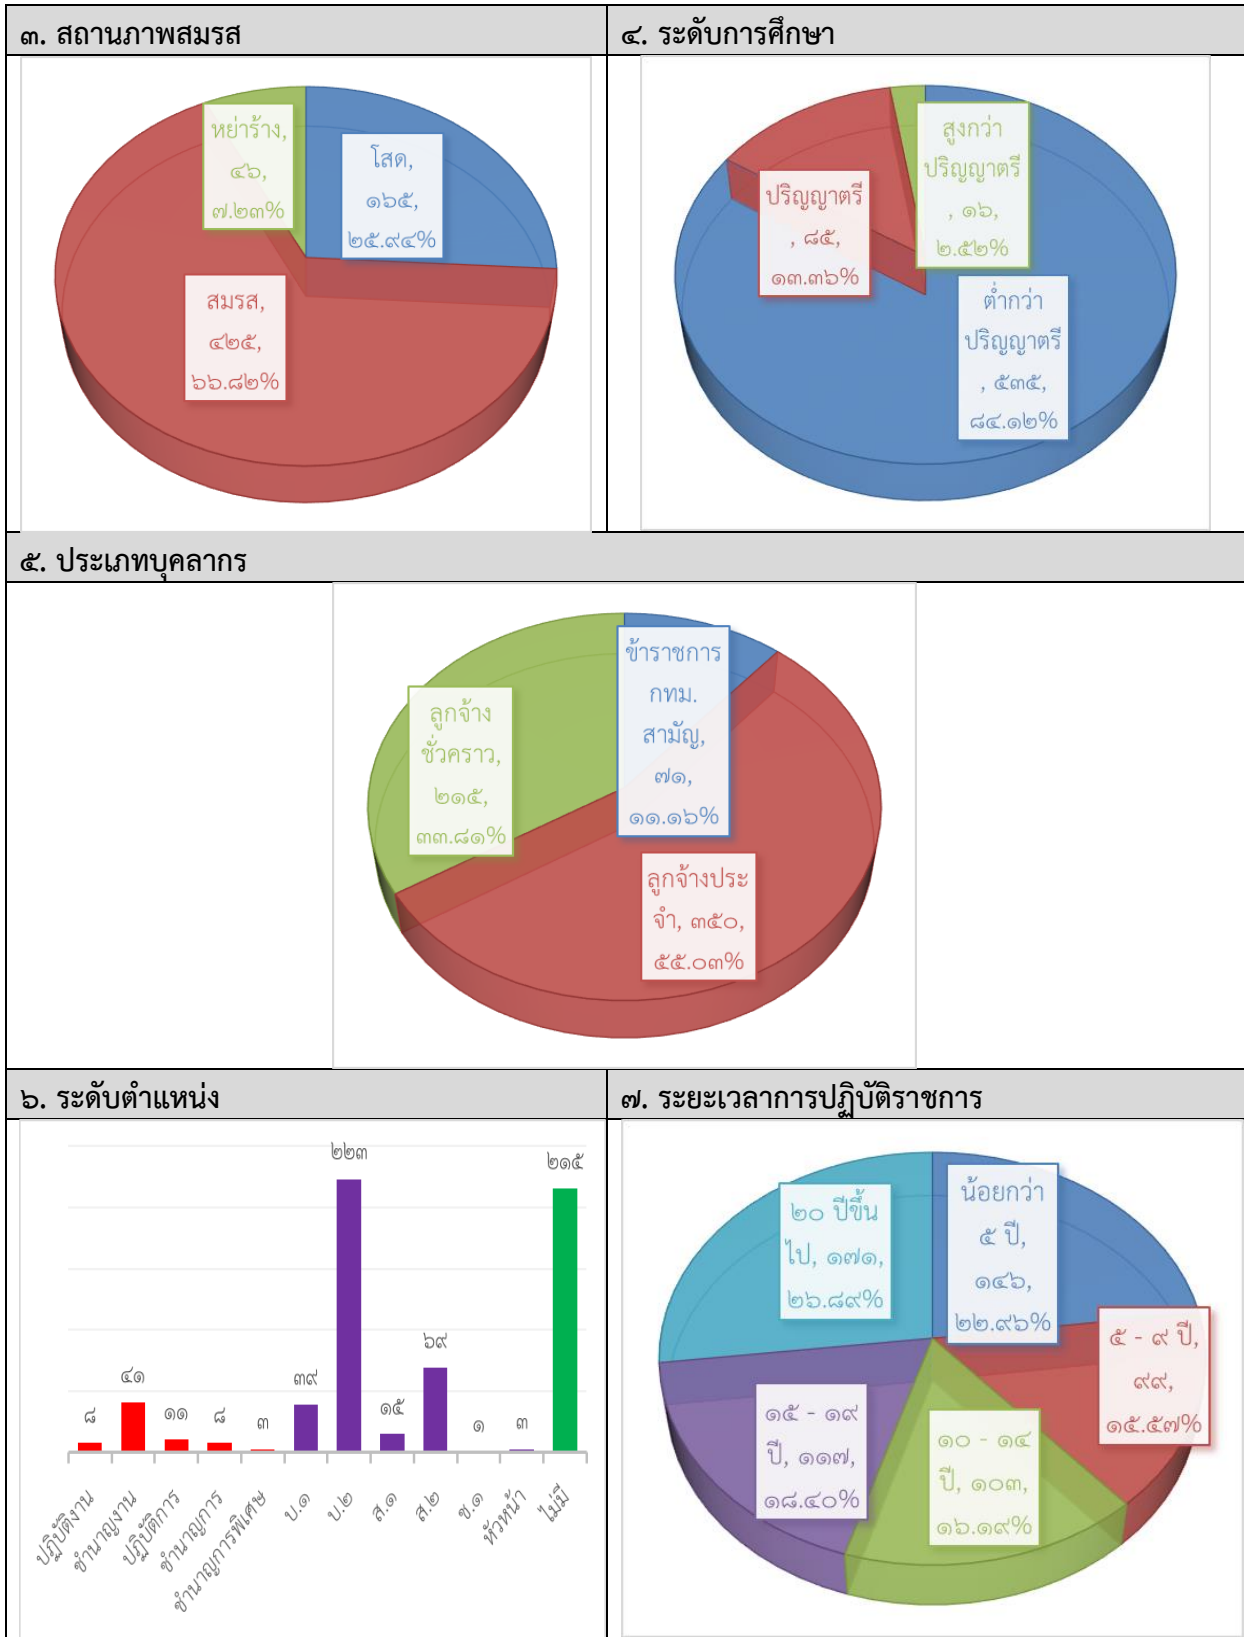 ๓. สถานภาพสมรส
๔. ระดับการศึกษา
หย่าร้าง,
๔๖,
๗.๒๓%
โสด,
๑๖๕,
๒๕.๙๔%
สมรส,
๔๒๕,
๖๖.๘๒%
สูงกว่า
ปริญญาตรี
, ๑๖,
๒.๕๒%
ปริญญาตรี
, ๘๕,
๑๓.๓๖%
ต่ำกว่า
ปริญญาตรี
, ๕๓๕,
๘๔.๑๒%
๕. ประเภทบุคลากร
ข้าราชการ
กทม.
สามัญ,
๗๑,
๑๑.๑๖%
ลูกจ้าง
ชั่วคราว,
๒๑๕,
๓๓.๘๑%
ลูกจ้างประ
จำ, ๓๕๐,
๕๕.๐๓%
๖. ระดับตำแหน่ง
๗. ระยะเวลาการปฏิบัติราชการ
๘
๔๑
๑๑
๘
๓
๓๙
๒๒๓
๑๕
๖๙
๑
๓
๒๑๕
ปฏิบัติงาน
ชำนาญงาน
ปฏิบัติการ
ชำนาญการ
ชำนาญการพิเศษ
บ.๑
บ.๒
ส.๑
ส.๒
ช.๑
หัวหน้า
ไม่มี
๒๐ ปีขึ้น
ไป, ๑๗๑,
๒๖.๘๙%
น้อยกว่า
๕ ปี,
๑๔๖,
๒๒.๙๖%
๕ - ๙ ปี,
๙๙,
๑๕.๕๗%
๑๕ - ๑๙
ปี, ๑๑๗,
๑๘.๔๐%
๑๐ - ๑๔
ปี, ๑๐๓,
๑๖.๑๙%